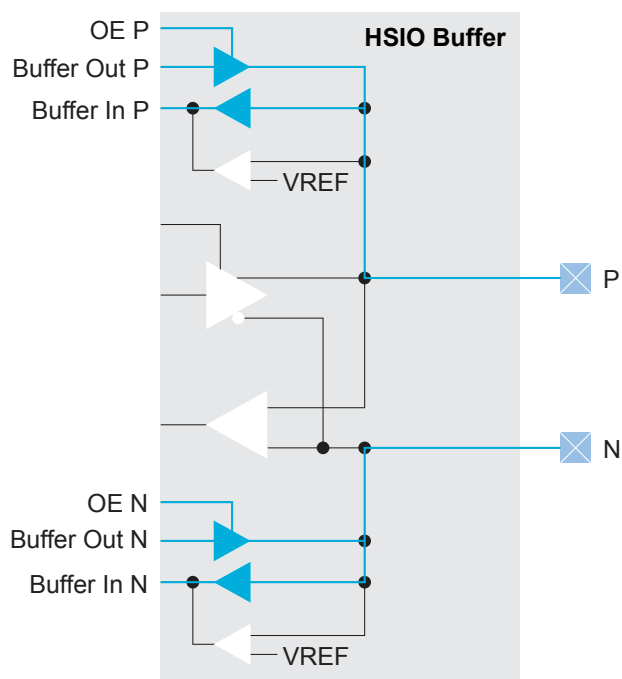 OE P
HSIO Buffer
Buffer Out P
Buffer In P
VREF
P
N
OE N
Buffer Out N
Buffer In N
VREF